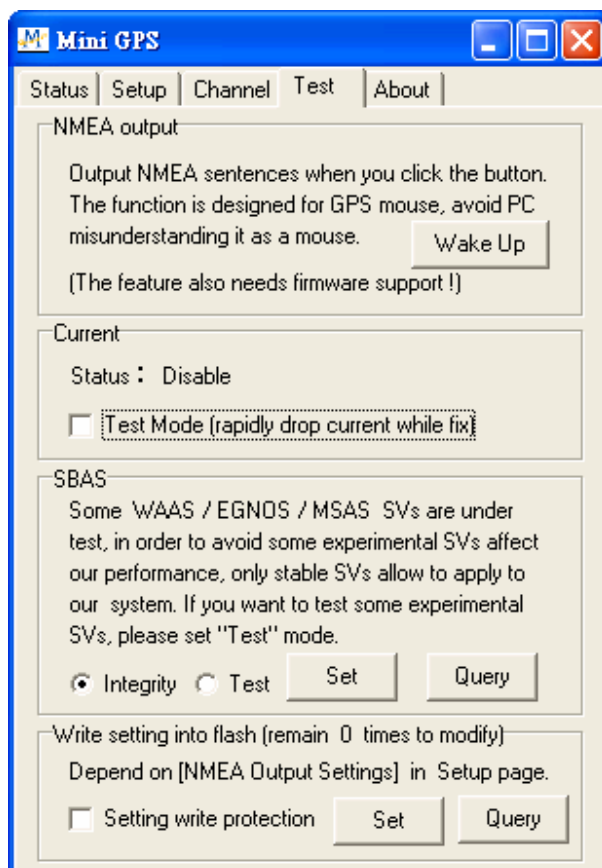 Mini GPS
Status Setup Channel Test About
NMEA output
Output NMEA sentences when you click the button.
The function is designed for GPS mouse, avoid PC
misunderstanding it as a mouse.
Wake Up
(The feature also needs firmware support !)
Current
Status : Disable
Test Mode (rapidly drop current while fix)
SBAS
Some WAAS / EGNOS / MSAS SVs are under
test, in order to avoid some experimental SVs affect
our performance, only stable SVs allow to apply to
our system. If you want to test some experimental
SVs, please set "Test" mode.
Integrity Test Set Query
Write setting into flash (remain 0 times to modify)
Depend on [NMEA Output Settings] in Setup page.
Setting write protection Set Query